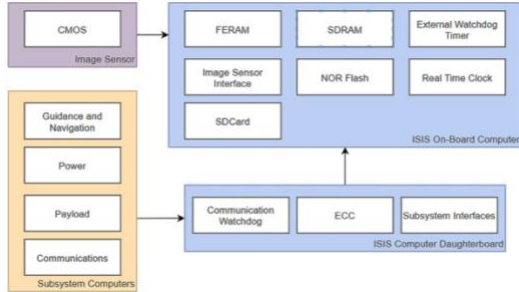 CMOS
Image Sensor
FERAM
SDRAM
External Watchdog
Timer
Image Sensor
Interface
NOR Flash
Real Time Clock
SDCard
ISIS On-Board Computer
Guidance and
Navigation
Power
Payload
Communications
Subsystem Computers
Communication
Watchdog
ECC
Subsystem Interfaces
ISIS Computer Daughterboard